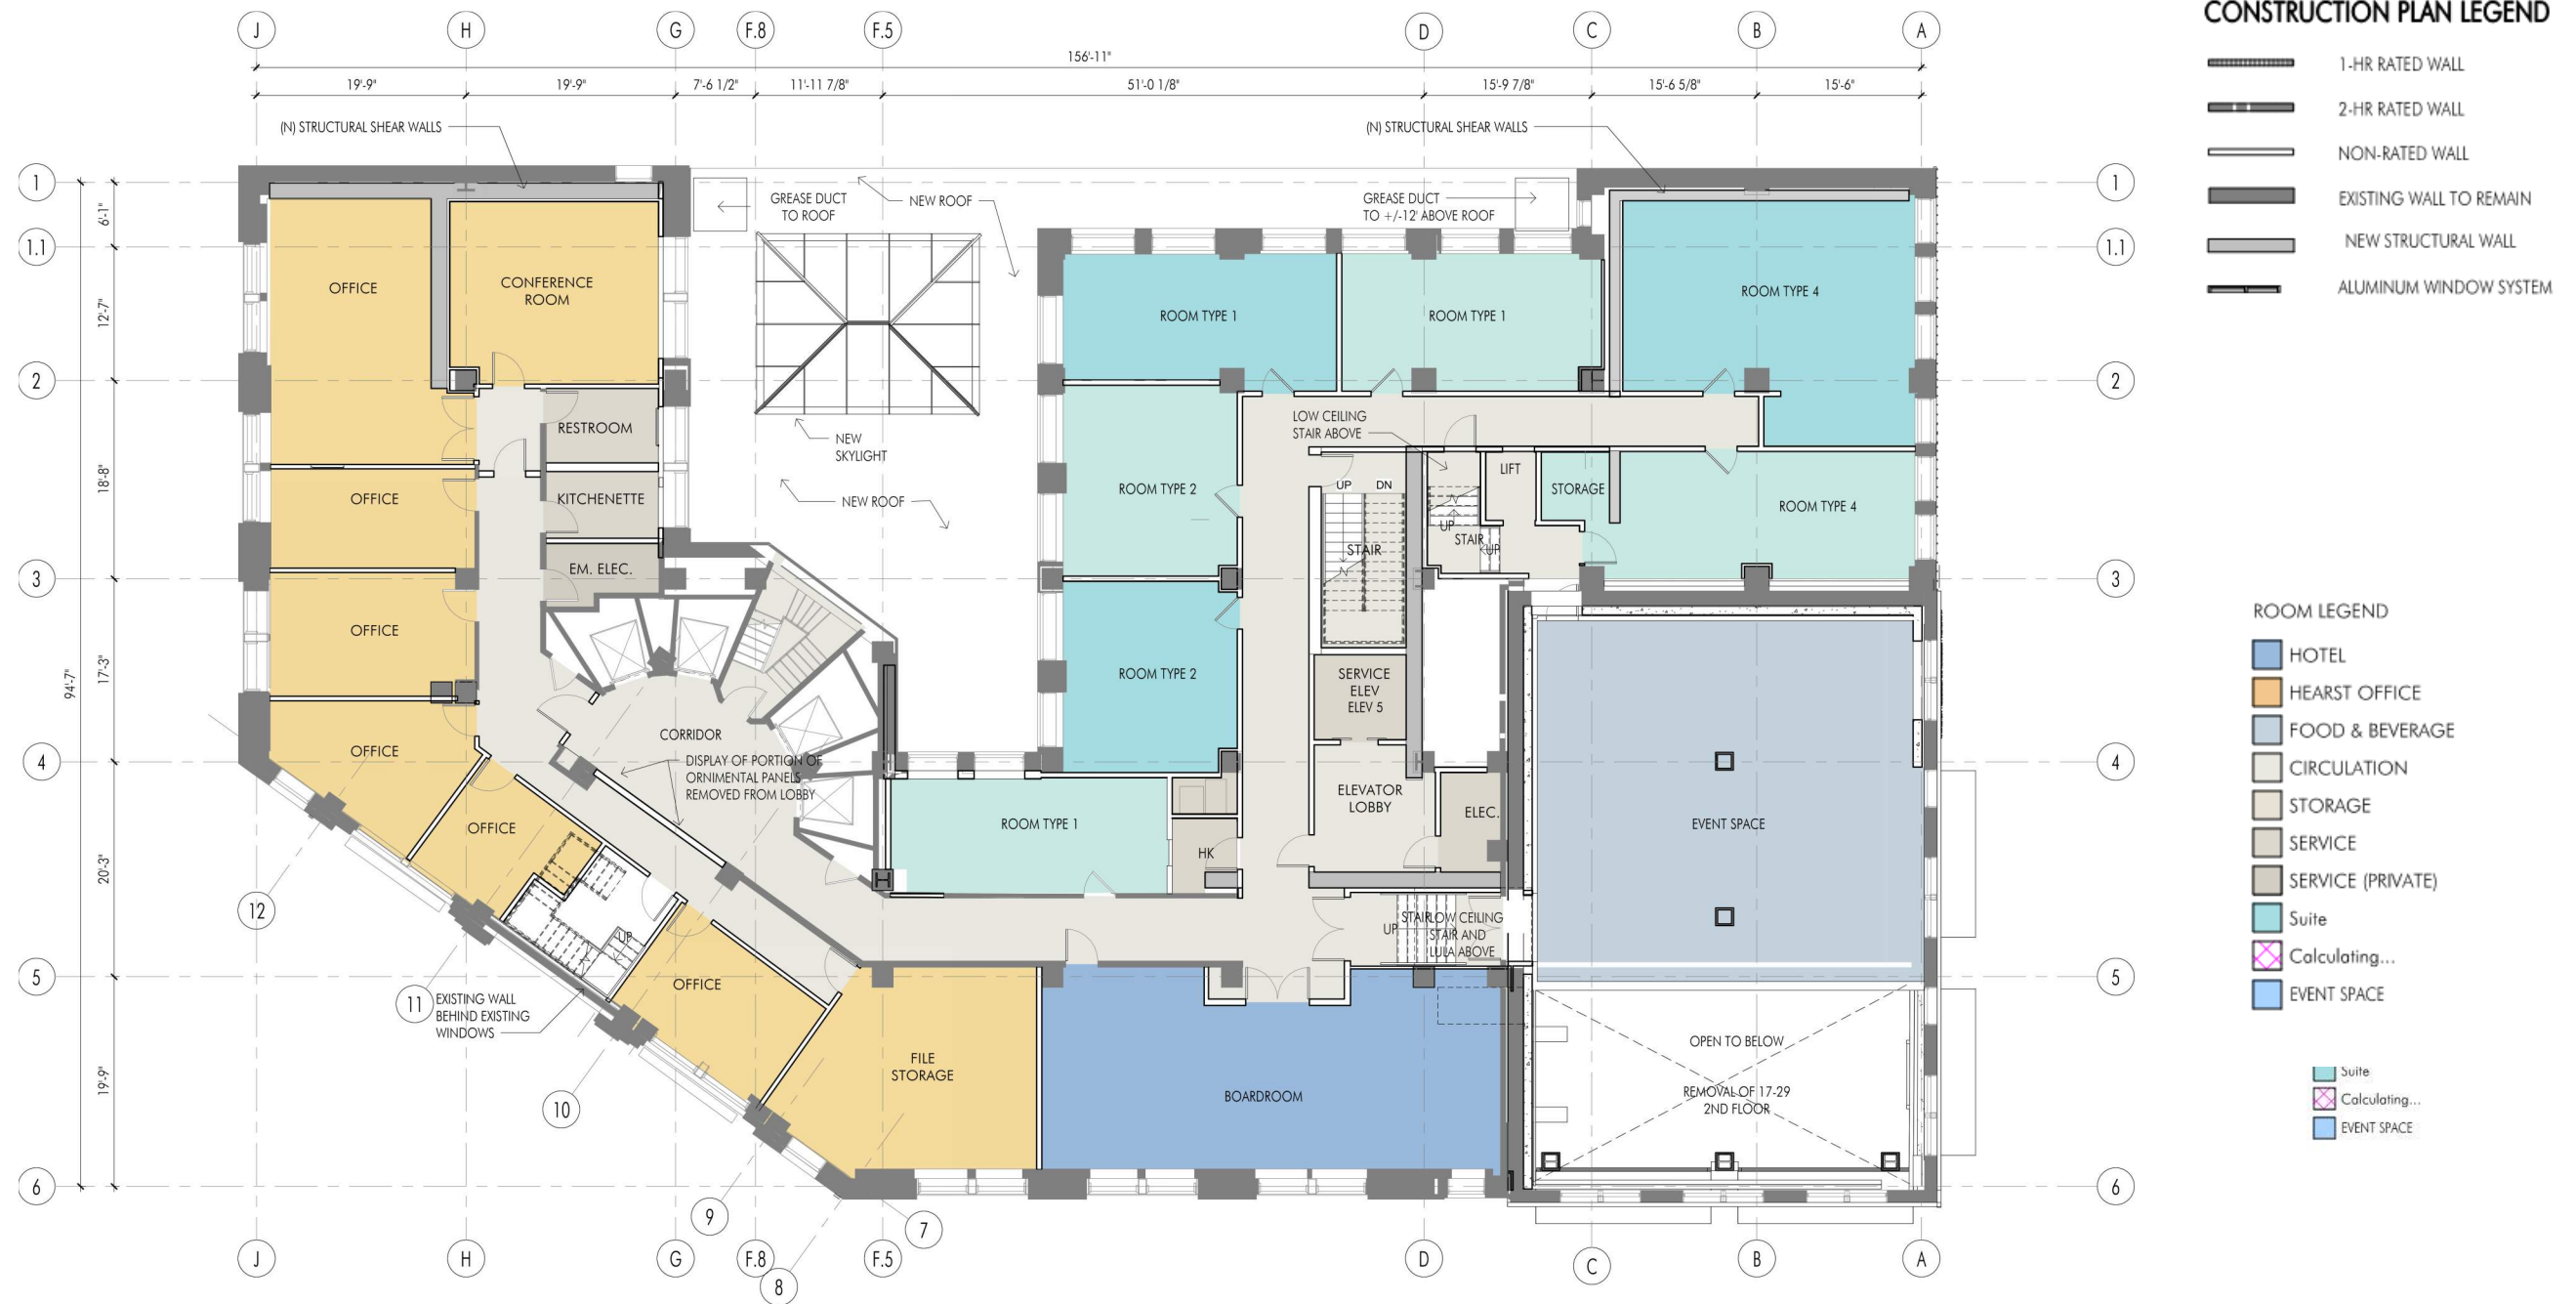 CONSTRUCTION PLAN LEGEND
1-HR RATED WALL
2-HR RATED WALL
NON-RATED WALL
EXISTING WALL TO REMAIN
NEW STRUCTURAL WALL
ALUMINUM WINDOW SYSTEM
J
H
G
F.8
F.5
D
C
B
A
156'-11"
19'-9"
19'-9"
7'-6 1/2"
11'-11 7/8"
51'-0 1/8"
15'-9 7/8"
15'-6 5/8"
15'-6"
(N) STRUCTURAL SHEAR WALLS
(N) STRUCTURAL SHEAR WALLS
1
1.1
2
3
4
5
6
94'-7"
6'-1"
12'-7"
18'-8"
17'-3"
20'-3"
19'-9"
1
1.1
2
3
4
5
6
GREASE DUCT
TO ROOF
NEW ROOF
GREASE DUCT
TO +/-12' ABOVE ROOF
OFFICE
CONFERENCE
ROOM
ROOM TYPE 1
ROOM TYPE 1
ROOM TYPE 4
RESTROOM
NEW
SKYLIGHT
LOW CEILING
STAIR ABOVE
OFFICE
KITCHENETTE
NEW ROOF
ROOM TYPE 2
UP
DN
LIFT
STORAGE
ROOM TYPE 4
UP
STAIR
UP
STAIR
EM. ELEC.
OFFICE
ROOM TYPE 2
SERVICE
ELEV
ELEV 5
OFFICE
CORRIDOR
DISPLAY OF PORTION OF
ORNIMENTAL PANELS
REMOVED FROM LOBBY
ELEVATOR
LOBBY
ELEC.
OFFICE
ROOM TYPE 1
HK
EVENT SPACE
UP
UP
STAIR
LOW CEILING
STAIR AND
LULA ABOVE
OFFICE
EXISTING WALL
BEHIND EXISTING
WINDOWS
FILE
STORAGE
BOARDROOM
OPEN TO BELOW
REMOVAL OF 17-29
2ND FLOOR
12
11
10
9
8
7
J
H
G
F.8
F.5
D
C
B
A
ROOM LEGEND
HOTEL
HEARST OFFICE
FOOD & BEVERAGE
CIRCULATION
STORAGE
SERVICE
SERVICE (PRIVATE)
Suite
Calculating...
EVENT SPACE
Suite
Calculating...
EVENT SPACE